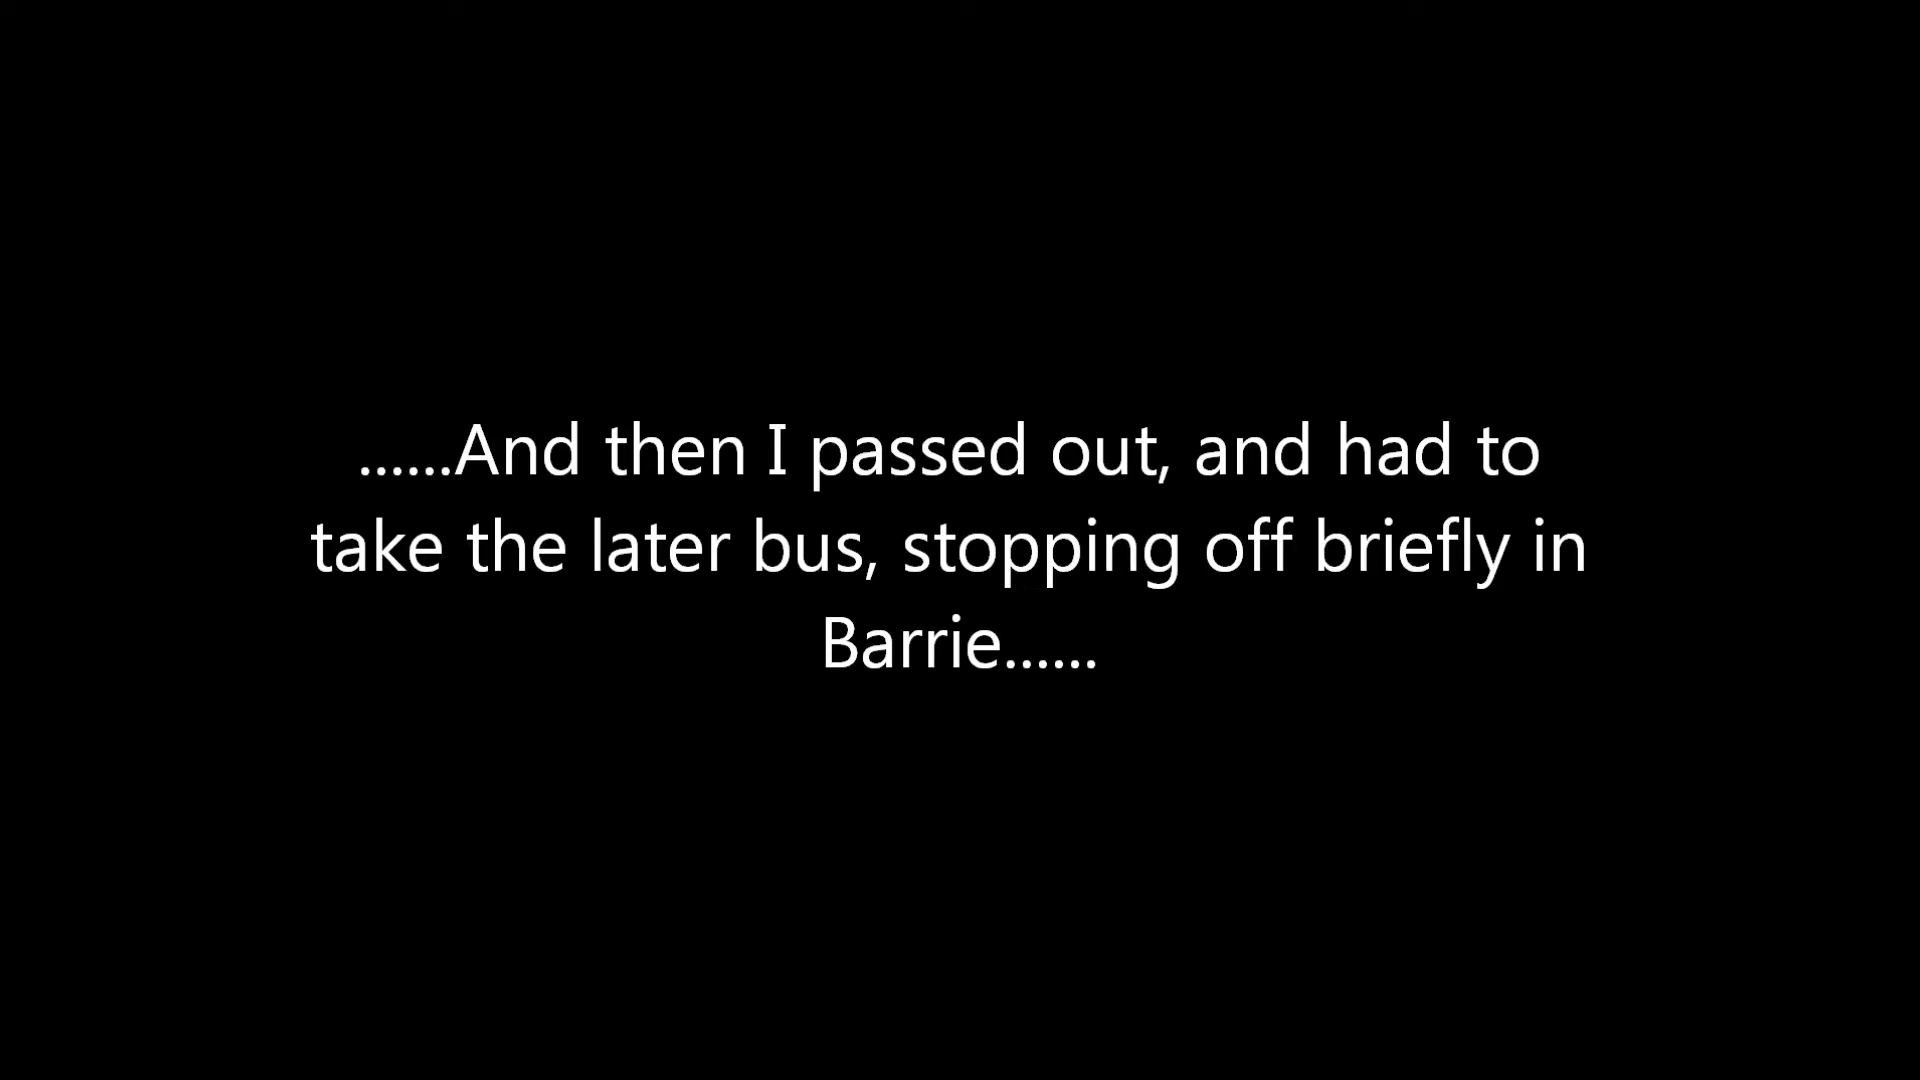 ......And then I passed out, and had to
take the later bus, stopping off briefly in
Barrie......